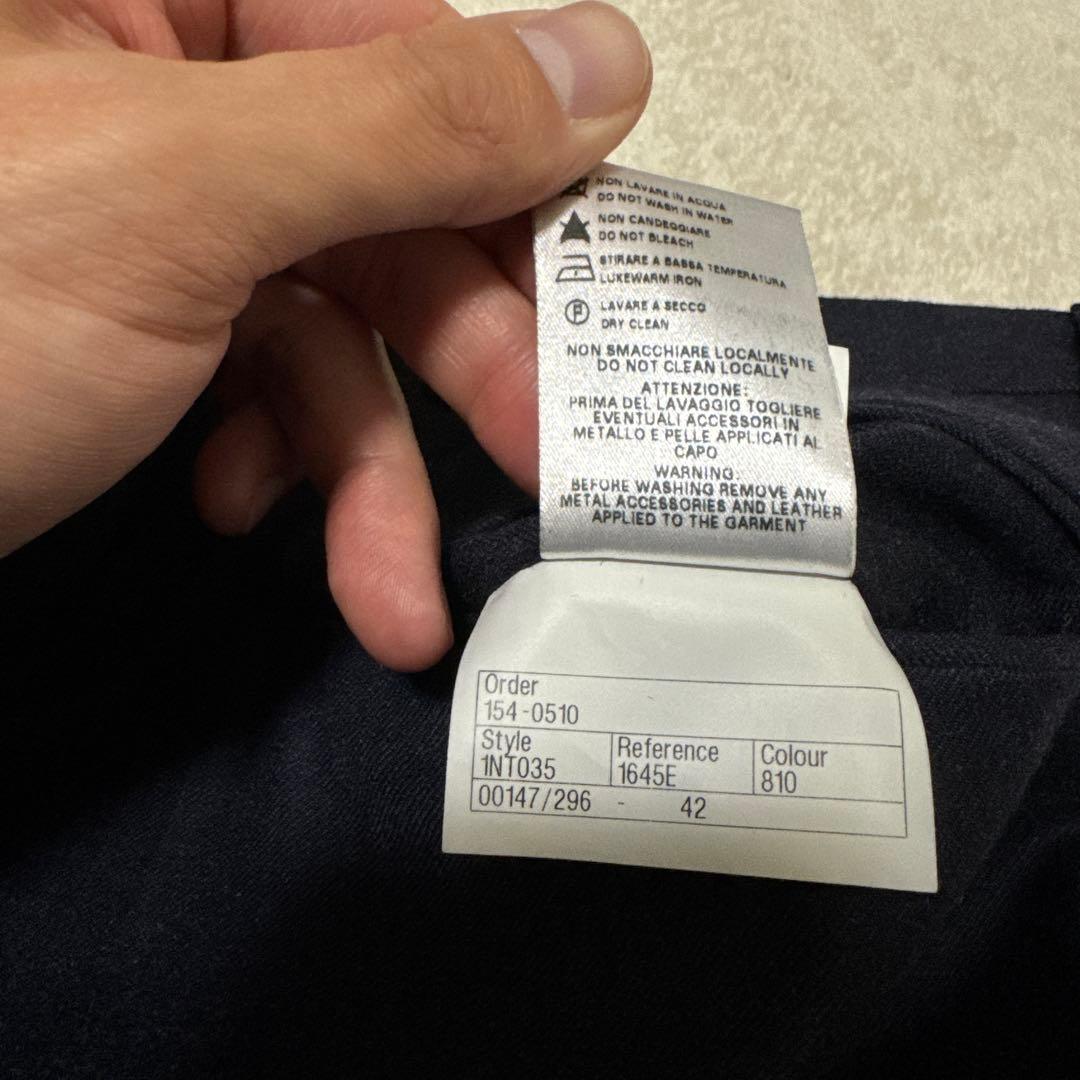 NON LAVARE IN ACQUA
DO NOT WASH IN WATER
NON CANDEGGIARE
DO NOT BLEACH
STIRARE A BASSA TEMPERATURA
LUKEWARM IRON
P
LAVARE A SECCO
DRY CLEAN
NON SMACCHIARE LOCALMENTE
DO NOT CLEAN LOCALLY
ATTENZIONE:
PRIMA DEL LAVAGGIO TOGLIERE
EVENTUALI ACCESSORI IN
METALLO E PELLE APPLICATI AL
CAPO
WARNING:
BEFORE WASHING REMOVE ANY
METAL ACCESSORIES AND LEATHER
APPLIED TO THE GARMENT
Order
154-0510
Style Reference Colour
1NT035 1645E 810
00147/296 - 42